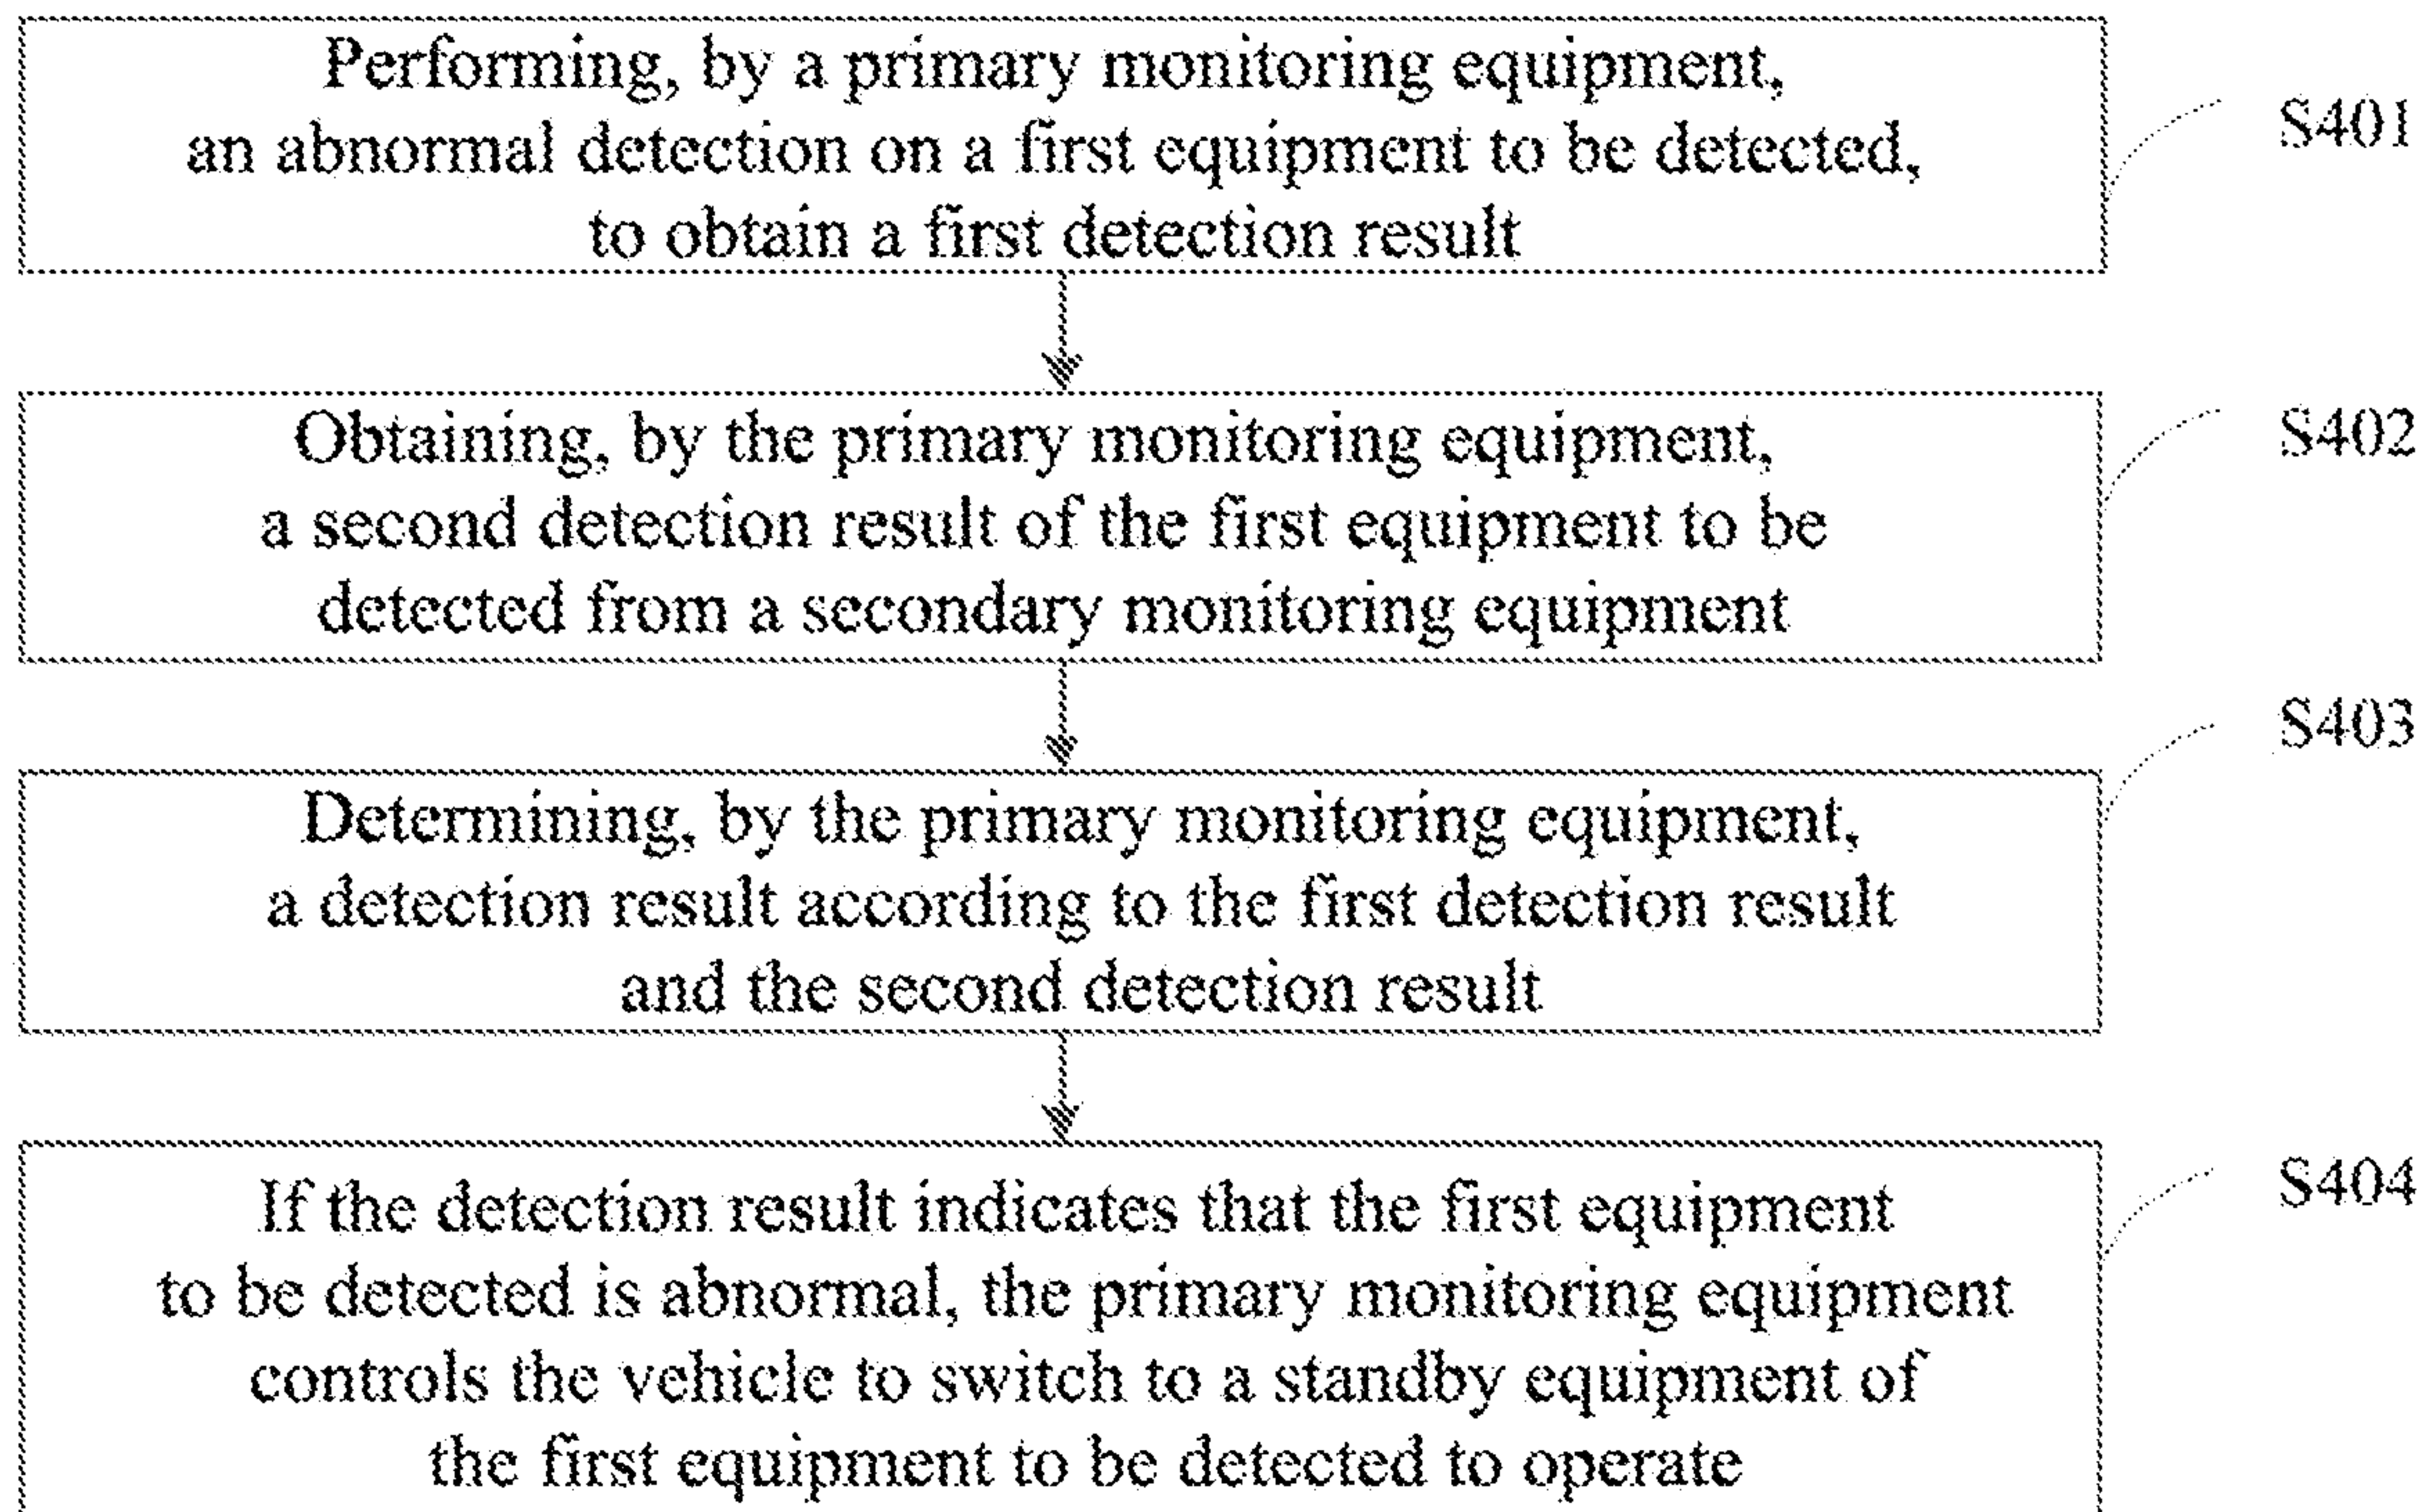 Performing, by a primary monitoring equipment,
an abnormal detection on a first equipment to be detected,
to obtain a first detection result
S401
Obtaining, by the primary monitoring equipment,
a second detection result of the first equipment to be
detected from a secondary monitoring equipment
S402
Determining, by the primary monitoring equipment,
a detection result according to the first detection result
and the second detection result
S403
If the detection result indicates that the first equipment
to be detected is abnormal, the primary monitoring equipment
controls the vehicle to switch to a standby equipment of
the first equipment to be detected to operate
S404